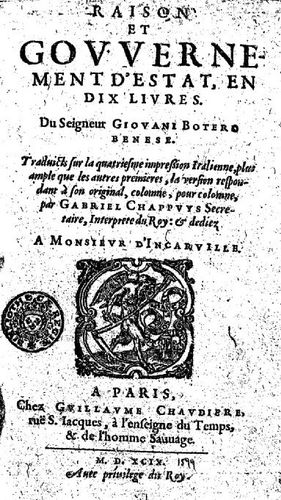 RAISON
ET
GOVVERNE-
MENT D'ESTAT, EN
DIX LIVRES.
Du Seigneur GIOVANI BOTERO
BENESE.
Traduicts sur la quatriesme impression Italienne, plus
ample que les autres premieres, la version respon-
dant à son original, colomne, pour colomne,
par GABRIEL CHAPPVYS Secre-
taire, Interprete du Roy: & dediez
A MONSIEVR D'INCARVILLE.
A PARIS,
Chez GVILLAVME CHAVDIERE,
ruë S. Iacques, à l'enseigne du Temps,
& de l'homme Sauuage.
M. D. XCIX. 1599
Auec priuilege du Roy.